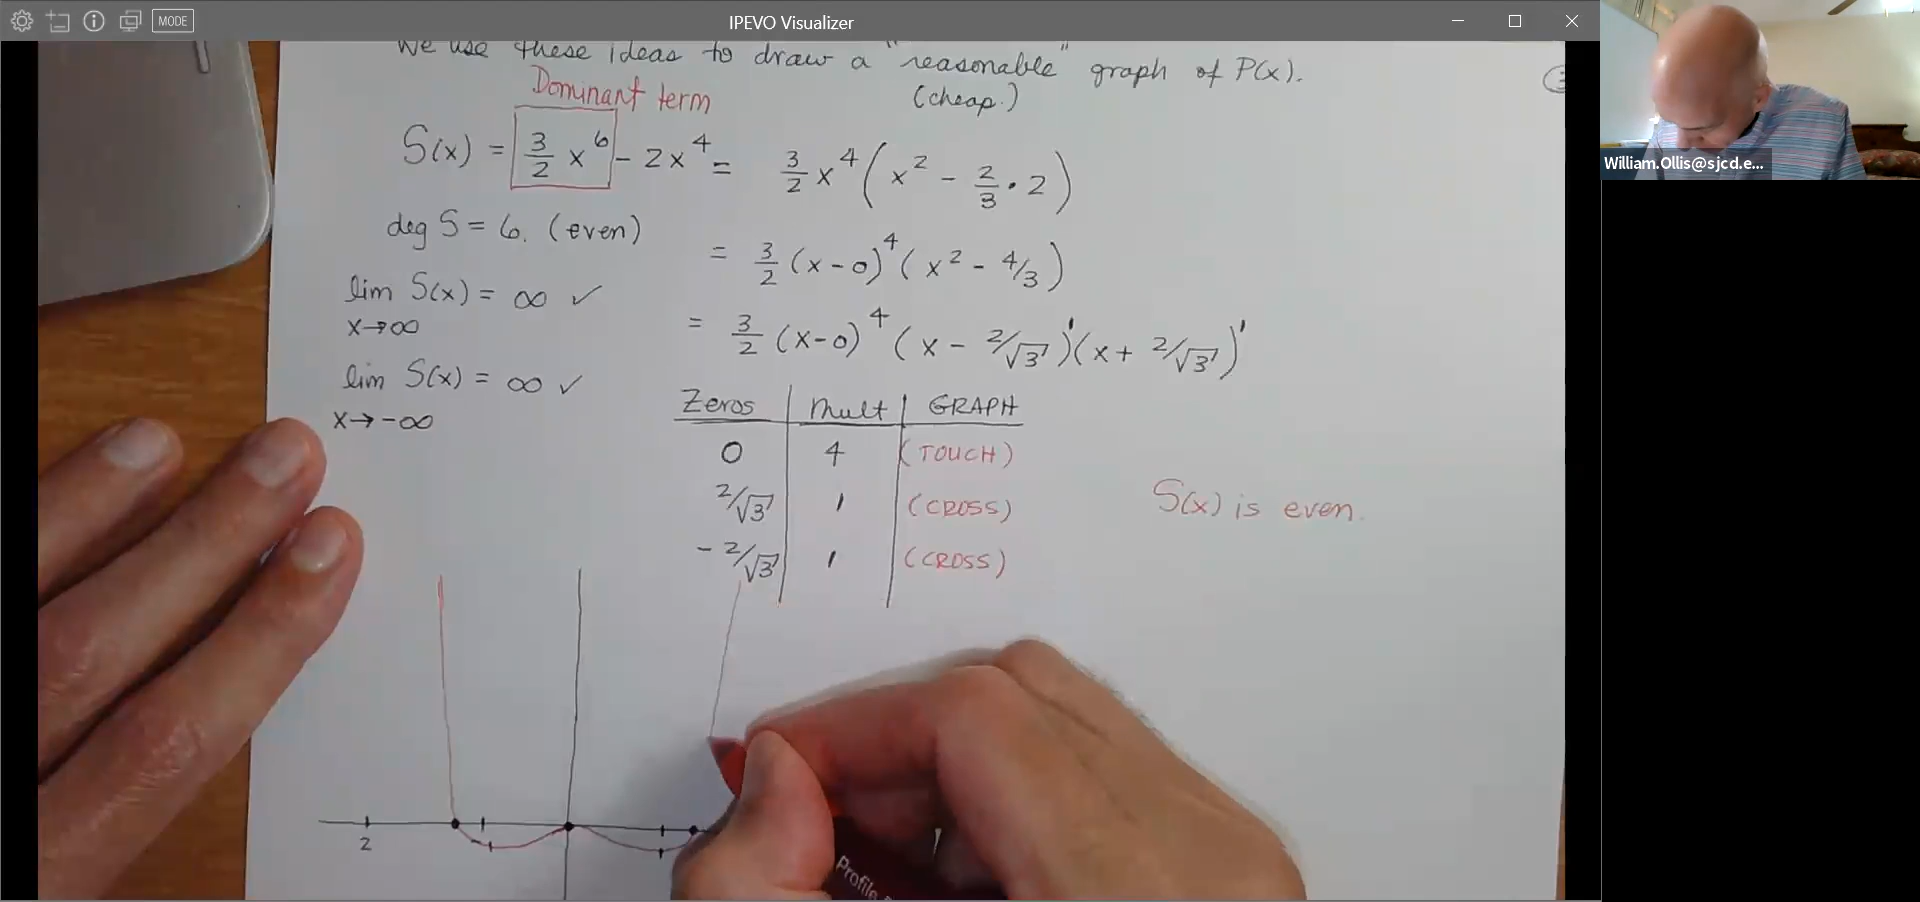 IPEVO Visualizer
MODE
We use these ideas to draw a "reasonable" graph of P(x).
(cheap.)
Dominant term
S(x) = 3/2 x^6 - 2x^4 = 3/2 x^4 (x^2 - 2/3 • 2)
deg S = 6. (even)
= 3/2 (x-0)^4 (x^2 - 4/3)
lim S(x) = ∞ ✓
x→∞
= 3/2 (x-0)^4 (x - 2/√3)^1 (x + 2/√3)^1
lim S(x) = ∞ ✓
x→-∞
Zeros | Mult | GRAPH
0 | 4 | (TOUCH)
2/√3 | 1 | (CROSS)
- 2/√3 | 1 | (CROSS)
S(x) is even.
2
Profile
William.Ollis@sjcd.e...